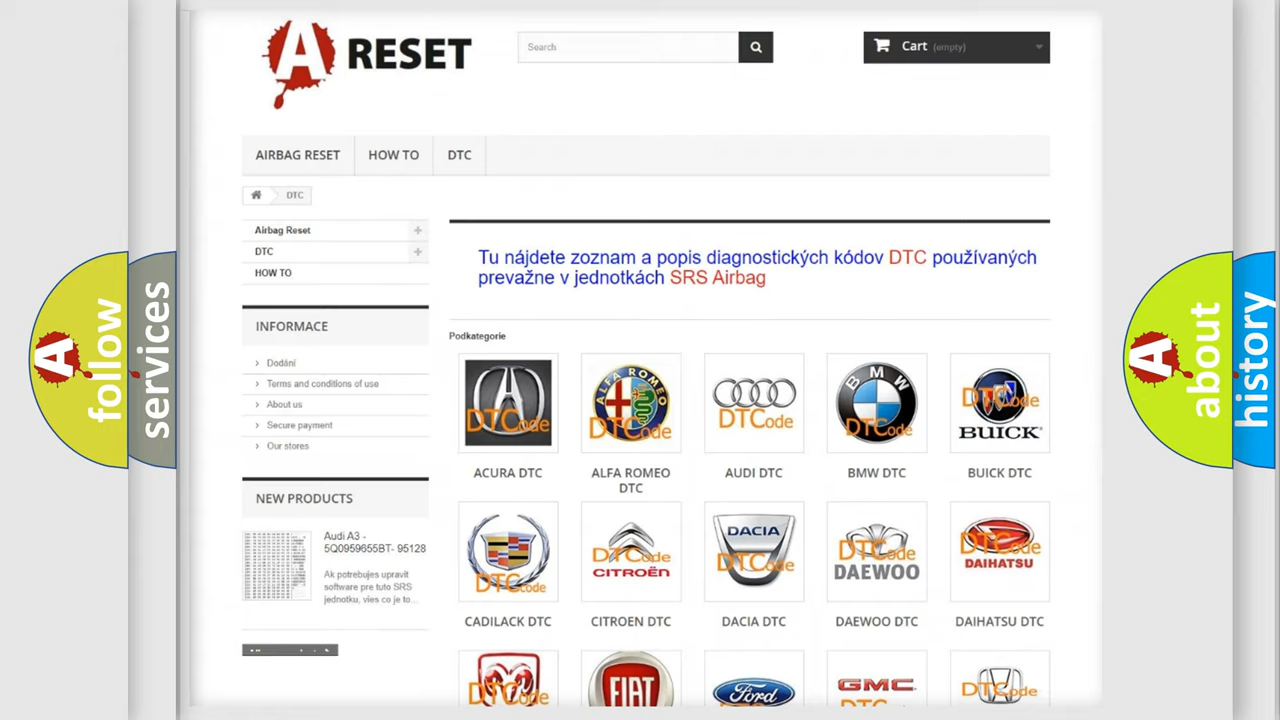 A RESET
Search
Cart (empty)
AIRBAG RESET
HOW TO
DTC
DTC
Airbag Reset
DTC
HOW TO
Tu nájdete zoznam a popis diagnostických kódov DTC používaných
prevažne v jednotkách SRS Airbag
INFORMACE
Podkategorie
Dodání
Terms and conditions of use
About us
Secure payment
Our stores
DTCode
ALFA ROMEO
DTCode
DTCode
BMW
DTCode
DTCode
BUICK
ACURA DTC
ALFA ROMEO
DTC
AUDI DTC
BMW DTC
BUICK DTC
NEW PRODUCTS
Audi A3 -
5Q0959655BT- 95128
Ak potrebujes upravit
software pre tuto SRS
jednotku, vies co je to...
DTCode
DTCode
CITROËN
DACIA
DTCode
DTCode
DAEWOO
DTCode
DAIHATSU
CADILACK DTC
CITROEN DTC
DACIA DTC
DAEWOO DTC
DAIHATSU DTC
DTCode
FIAT
Ford
GMC
DTCode
A follow
services
A about
history